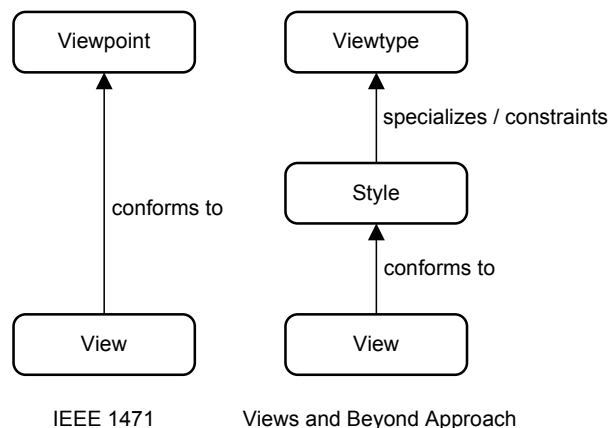 Viewpoint
Viewtype
specializes / constraints
Style
conforms to
conforms to
View
View
IEEE 1471
Views and Beyond Approach